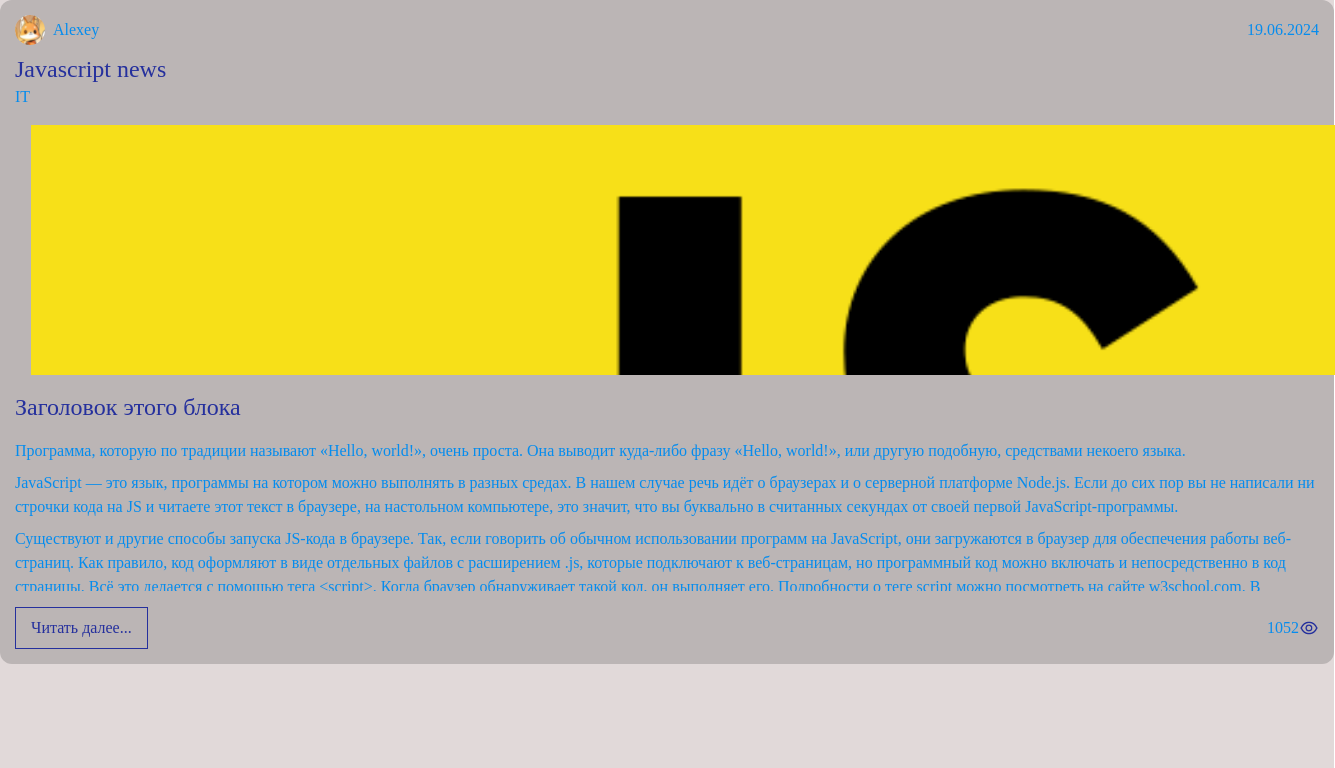 Alexey
19.06.2024
Javascript news
IT
JS
Заголовок этого блока
Программа, которую по традиции называют «Hello, world!», очень проста. Она выводит куда-либо фразу «Hello, world!», или другую подобную, средствами некоего языка.
JavaScript — это язык, программы на котором можно выполнять в разных средах. В нашем случае речь идёт о браузерах и о серверной платформе Node.js. Если до сих пор вы не написали ни
строчки кода на JS и читаете этот текст в браузере, на настольном компьютере, это значит, что вы буквально в считанных секундах от своей первой JavaScript-программы.
Существуют и другие способы запуска JS-кода в браузере. Так, если говорить об обычном использовании программ на JavaScript, они загружаются в браузер для обеспечения работы веб-
страниц. Как правило, код оформляют в виде отдельных файлов с расширением .js, которые подключают к веб-страницам, но программный код можно включать и непосредственно в код
страницы. Всё это делается с помощью тега <script>. Когда браузер обнаруживает такой код, он выполняет его. Подробности о теге script можно посмотреть на сайте w3school.com. В
Читать далее...
1052